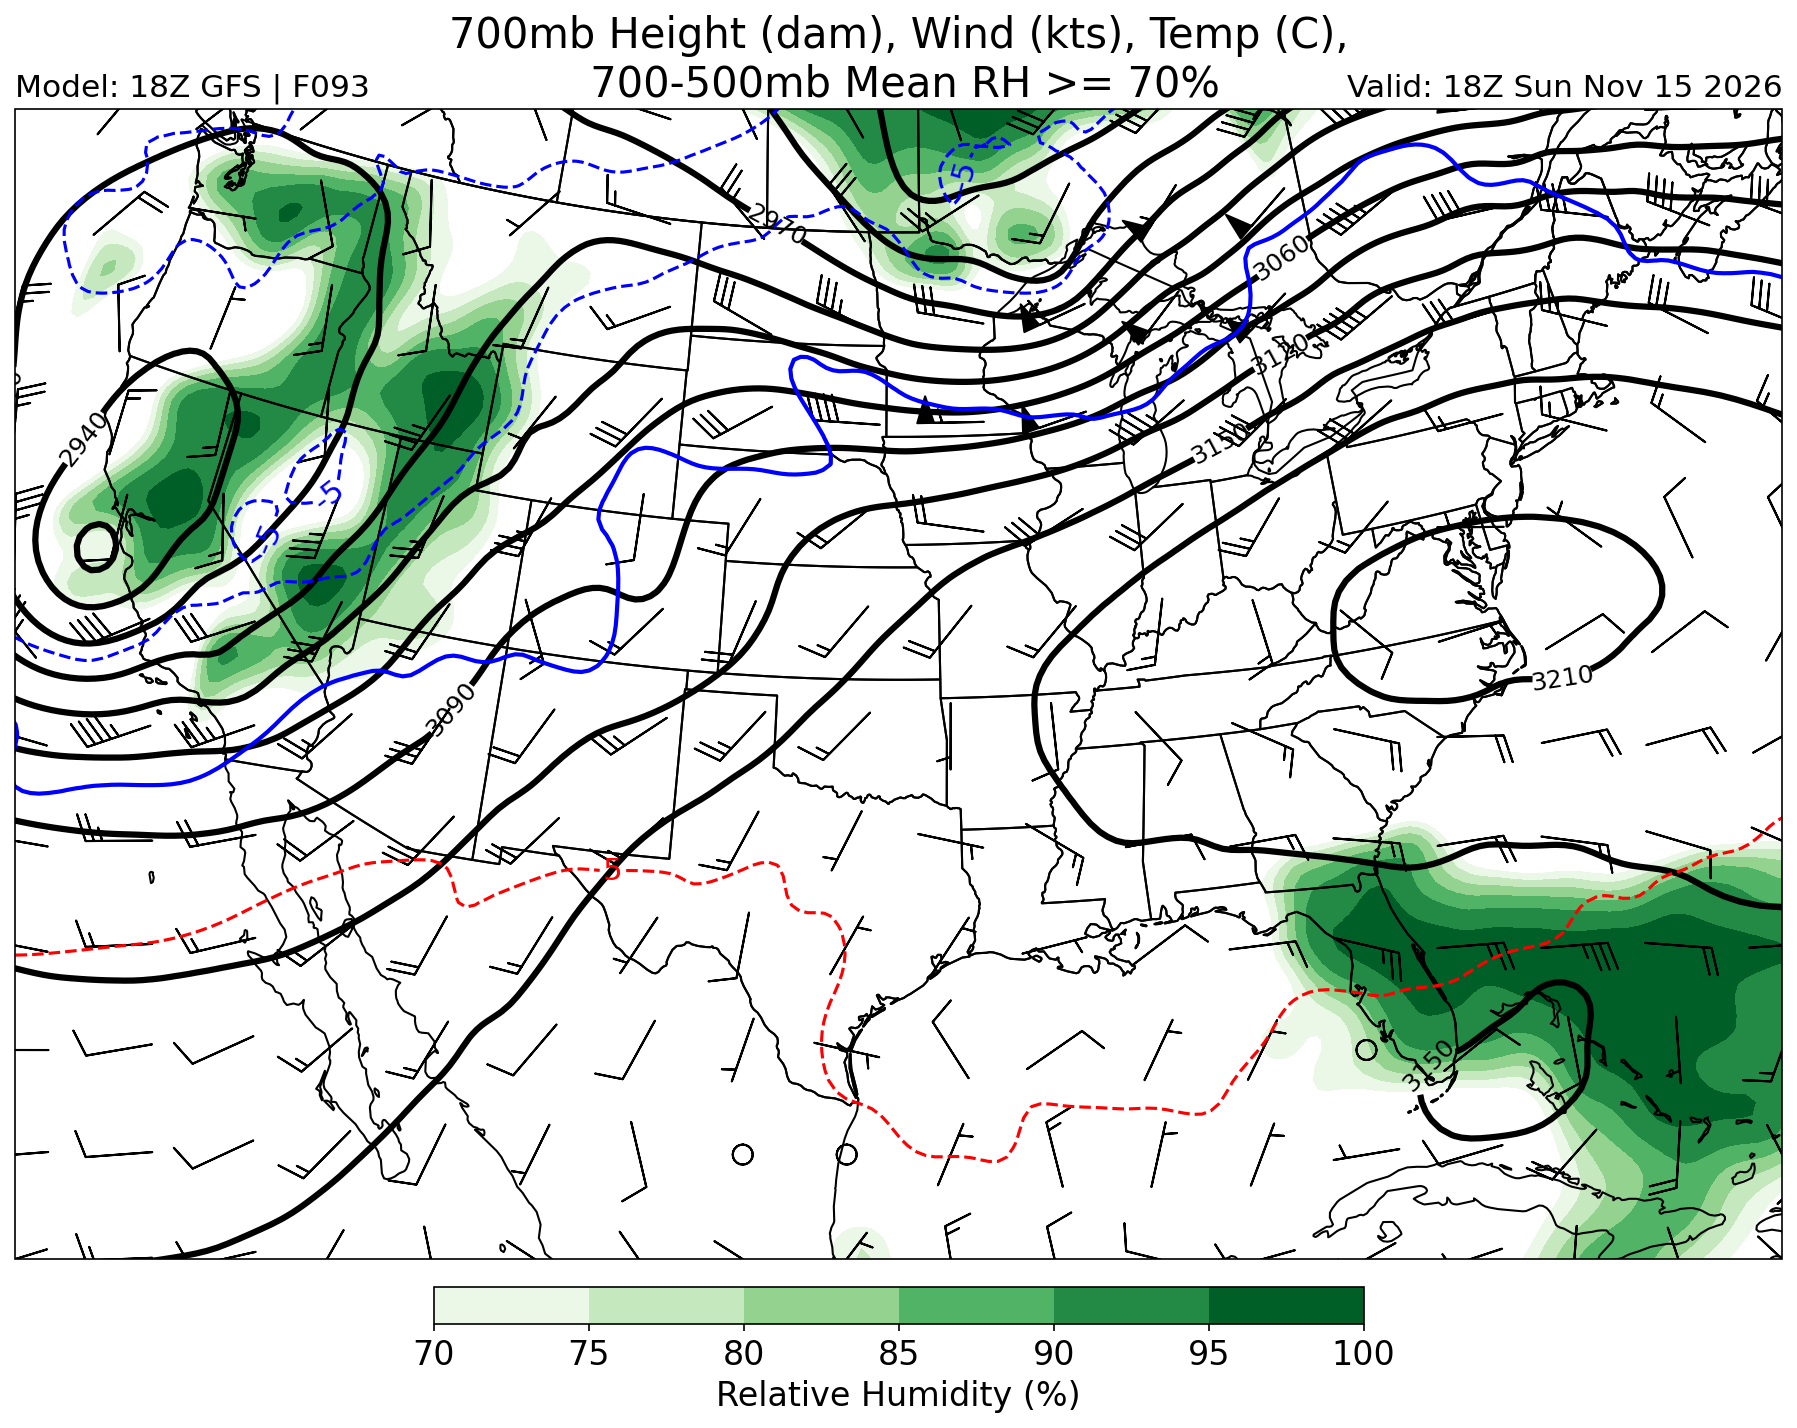 700mb Height (dam), Wind (kts), Temp (C),
Model: 18Z GFS | F093
700-500mb Mean RH >= 70%
Valid: 18Z Sun Nov 15 2026
-5
2970
3060
3120
2940
3150
-5
-5
3210
3090
5
3150
70 75 80 85 90 95 100
Relative Humidity (%)